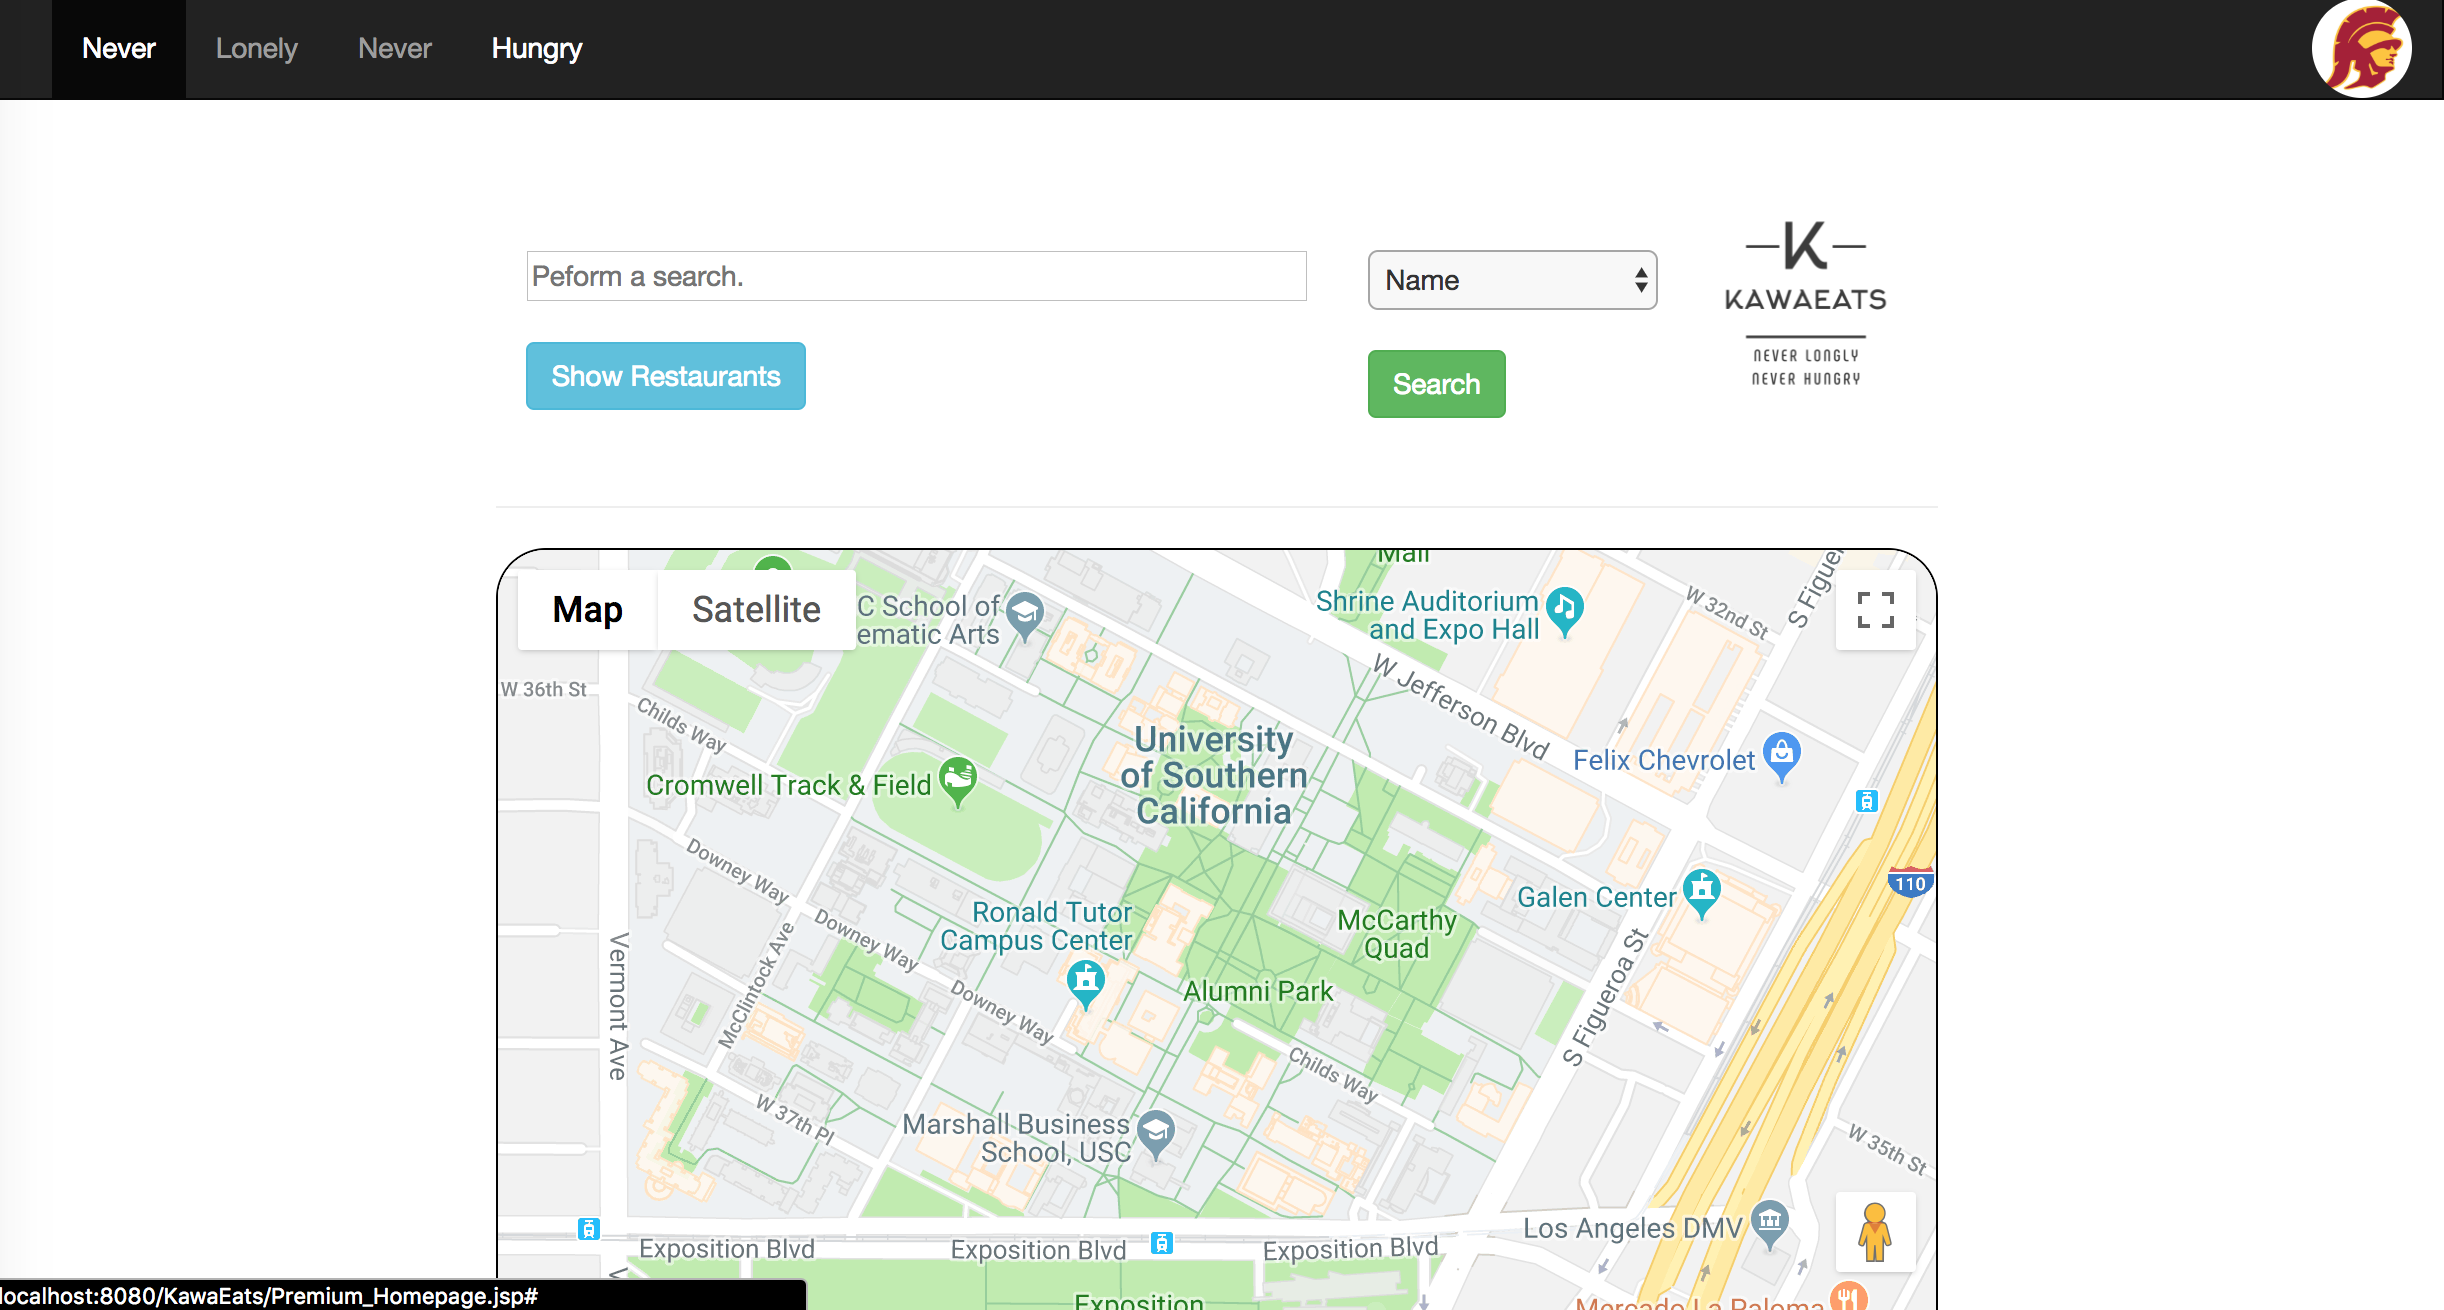 Never Lonely Never Hungry
K
KAWAEATS
NEVER LONGLY
NEVER HUNGRY
Peform a search.
Name
Show Restaurants
Search
Map Satellite
C School of
ematic Arts
Mall
Shrine Auditorium
and Expo Hall
W 32nd St
S Figuer
W 36th St
Childs Way
W Jefferson Blvd
University
of Southern
California
Felix Chevrolet
Cromwell Track & Field
Downey Way
110
Galen Center
Ronald Tutor
Campus Center
McCarthy
Quad
Downey Way
McClintock Ave
Vermont Ave
Downey Way
Alumni Park
S Figueroa St
Childs Way
W 37th Pl
Marshall Business
School, USC
W 35th St
Los Angeles DMV
Exposition Blvd
Exposition Blvd
Exposition Blvd
localhost:8080/KawaEats/Premium_Homepage.jsp#
Exposition
Mercado La Paloma